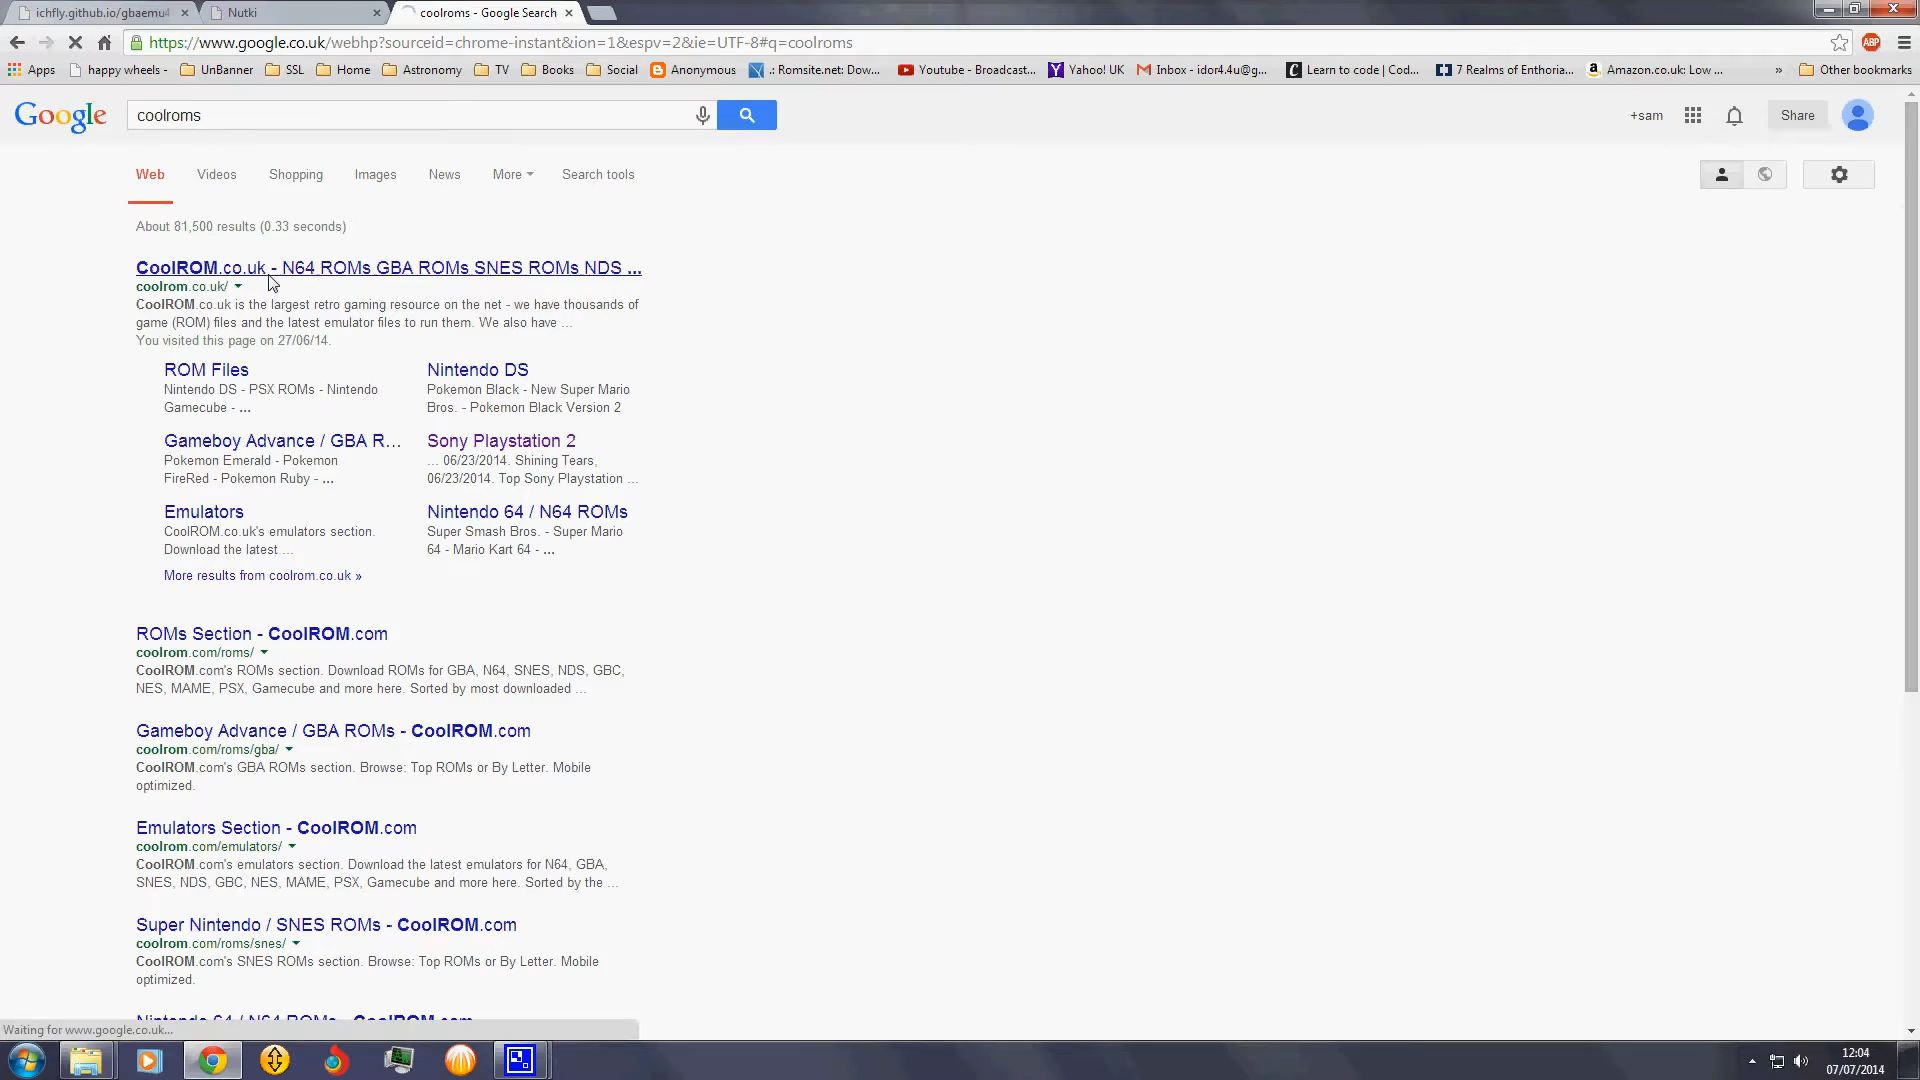 ichfly.github.io/gbaemu4
Nutki
coolroms - Google Search
https://www.google.co.uk/webhp?sourceid=chrome-instant&ion=1&espv=2&ie=UTF-8#q=coolroms
ABP
Apps
happy wheels -
UnBanner
SSL
Home
Astronomy
TV
Books
Social
Anonymous
.: Romsite.net: Dow...
Youtube - Broadcast...
Yahoo! UK
Inbox - idor4.4u@g...
Learn to code | Cod...
7 Realms of Enthoria...
Amazon.co.uk: Low ...
»
Other bookmarks
Google
coolroms
+sam
Share
Web
Videos
Shopping
Images
News
More
Search tools
About 81,500 results (0.33 seconds)
CoolROM.co.uk - N64 ROMs GBA ROMs SNES ROMs NDS ...
coolrom.co.uk/
CoolROM.co.uk is the largest retro gaming resource on the net - we have thousands of
game (ROM) files and the latest emulator files to run them. We also have ...
You visited this page on 27/06/14.
ROM Files
Nintendo DS - PSX ROMs - Nintendo
Gamecube - ...
Nintendo DS
Pokemon Black - New Super Mario
Bros. - Pokemon Black Version 2
Gameboy Advance / GBA R...
Pokemon Emerald - Pokemon
FireRed - Pokemon Ruby - ...
Sony Playstation 2
... 06/23/2014. Shining Tears,
06/23/2014. Top Sony Playstation ...
Emulators
CoolROM.co.uk's emulators section.
Download the latest ...
Nintendo 64 / N64 ROMs
Super Smash Bros. - Super Mario
64 - Mario Kart 64 - ...
More results from coolrom.co.uk »
ROMs Section - CoolROM.com
coolrom.com/roms/
CoolROM.com's ROMs section. Download ROMs for GBA, N64, SNES, NDS, GBC,
NES, MAME, PSX, Gamecube and more here. Sorted by most downloaded ...
Gameboy Advance / GBA ROMs - CoolROM.com
coolrom.com/roms/gba/
CoolROM.com's GBA ROMs section. Browse: Top ROMs or By Letter. Mobile
optimized.
Emulators Section - CoolROM.com
coolrom.com/emulators/
CoolROM.com's emulators section. Download the latest emulators for N64, GBA,
SNES, NDS, GBC, NES, MAME, PSX, Gamecube and more here. Sorted by the ...
Super Nintendo / SNES ROMs - CoolROM.com
coolrom.com/roms/snes/
CoolROM.com's SNES ROMs section. Browse: Top ROMs or By Letter. Mobile
optimized.
Nintendo 64 / N64 ROMs - CoolROM.com
Waiting for www.google.co.uk...
12:04
07/07/2014